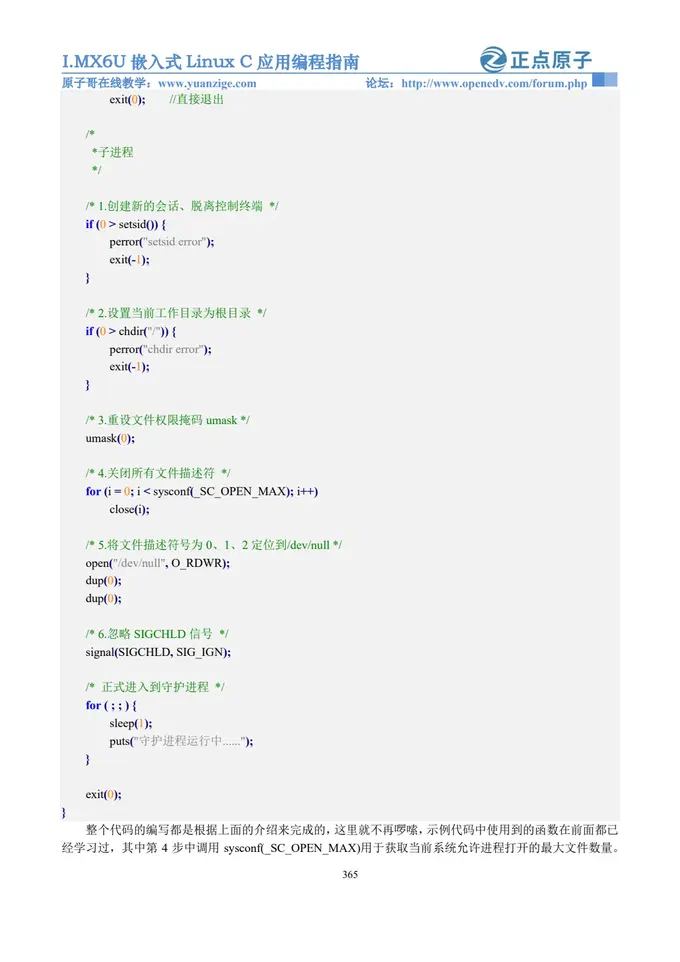 I.MX6U 嵌入式 Linux C 应用编程指南
正点原子
原子哥在线教学：www.yuanzige.com 论坛：http://www.openedv.com/forum.php
exit(0); //直接退出
/*
*子进程
*/
/* 1.创建新的会话、脱离控制终端 */
if (0 > setsid()) {
perror("setsid error");
exit(-1);
}
/* 2.设置当前工作目录为根目录 */
if (0 > chdir("/")) {
perror("chdir error");
exit(-1);
}
/* 3.重设文件权限掩码 umask */
umask(0);
/* 4.关闭所有文件描述符 */
for (i = 0; i < sysconf(_SC_OPEN_MAX); i++)
close(i);
/* 5.将文件描述符号为 0、1、2 定位到/dev/null */
open("/dev/null", O_RDWR);
dup(0);
dup(0);
/* 6.忽略 SIGCHLD 信号 */
signal(SIGCHLD, SIG_IGN);
/* 正式进入到守护进程 */
for ( ; ; ) {
sleep(1);
puts("守护进程运行中......");
}
exit(0);
}
整个代码的编写都是根据上面的介绍来完成的，这里就不再啰嗦，示例代码中使用到的函数在前面都已
经学习过，其中第 4 步中调用 sysconf(_SC_OPEN_MAX)用于获取当前系统允许进程打开的最大文件数量。
365